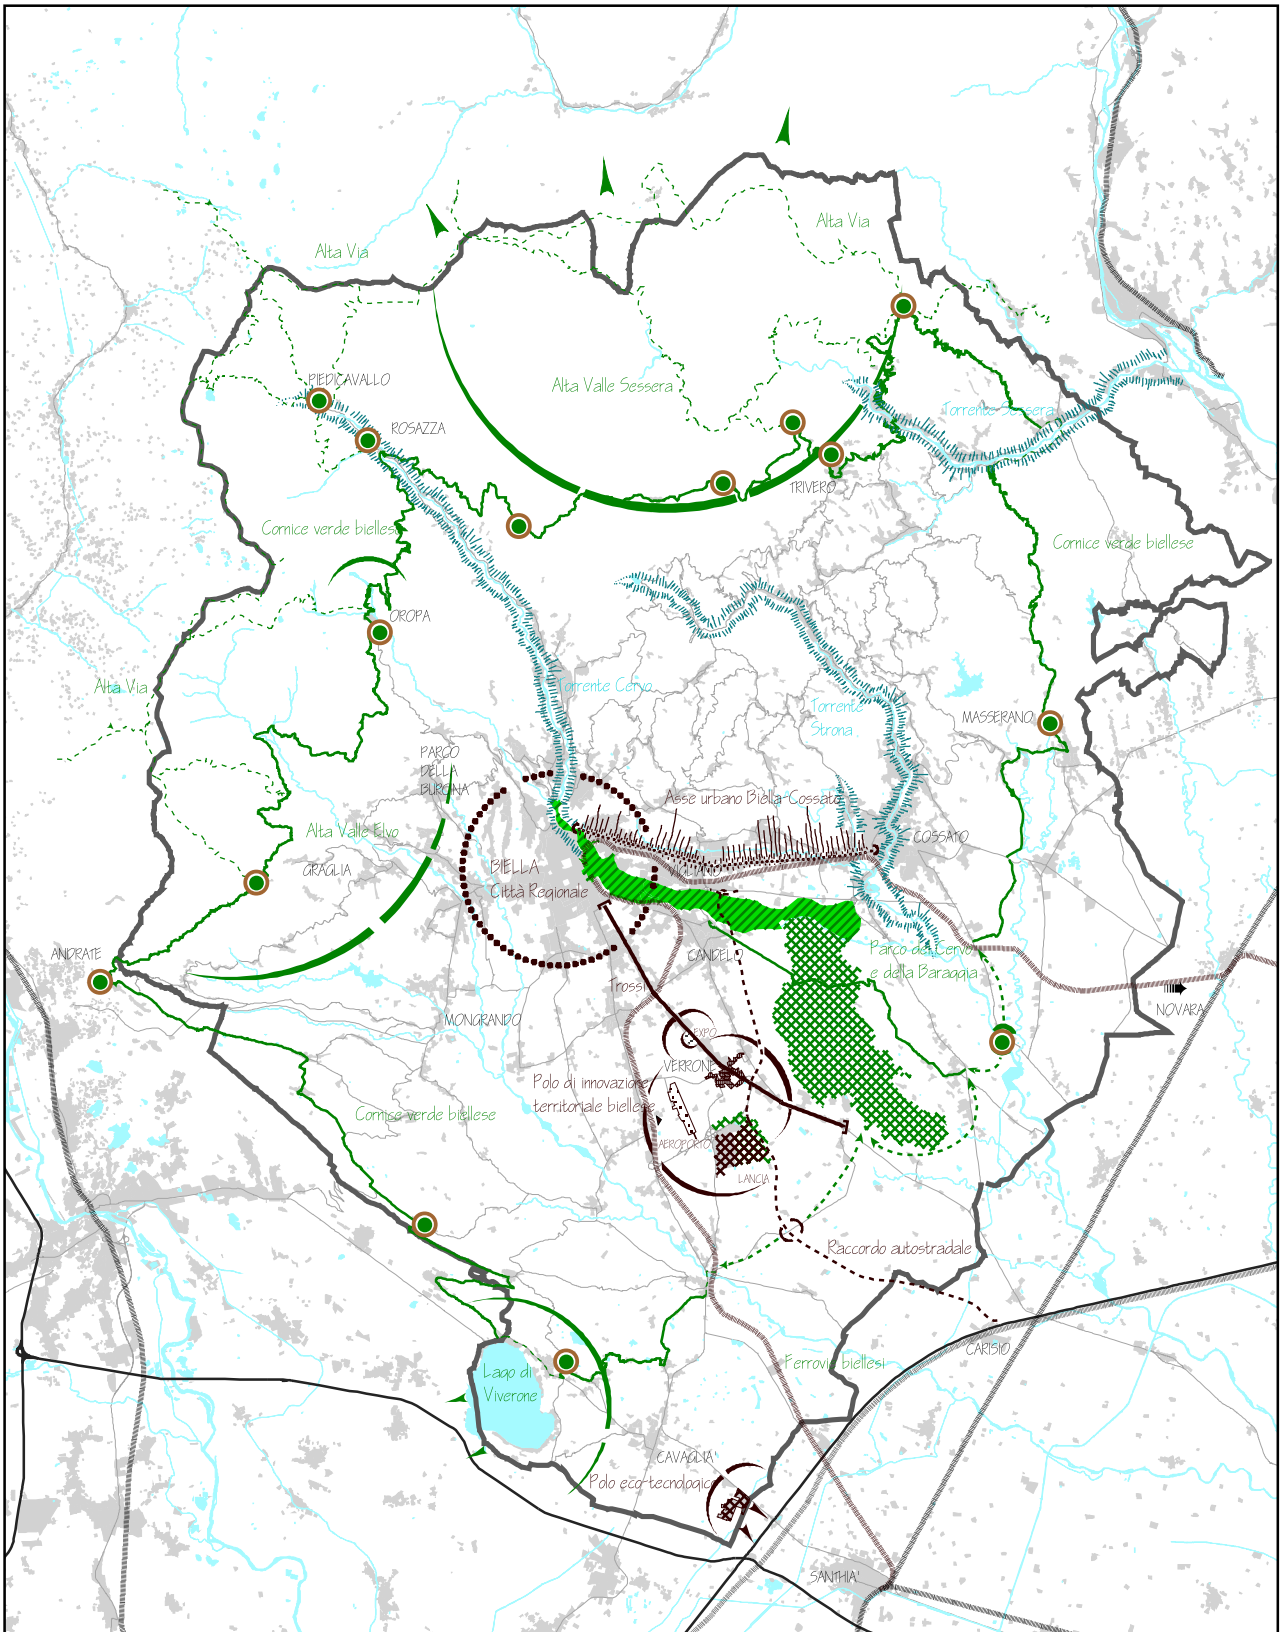 Alta Via
Alta Via
PIEDICAVALLO
Alta Valle Sessera
Torrente Sessera
ROSAZZA
TRIVERO
Cornice verde biellese
Cornice verde biellese
OROPA
Alta Via
Torrente Cervo
Torrente
Strona
MASSERANO
PARCO
DELLA
BURCINA
Asse urbano Biella-Cossato
Alta Valle Elvo
COSSATO
GRAGLIA
BIELLA
Città Regionale
VIGLIANO
ANDRATE
CANDELO
Parco del Cervo
e della Baraggia
Trossi
NOVARA
MONGRANDO
EXPO
VERRONE
Polo di innovazione
territoriale biellese
Cornice verde biellese
AEROPORTO
LANCIA
Raccordo autostradale
CARISIO
Ferrovie biellesi
Lago di
Viverone
CAVAGLIA'
Polo eco-tecnologico
SANTHIA'